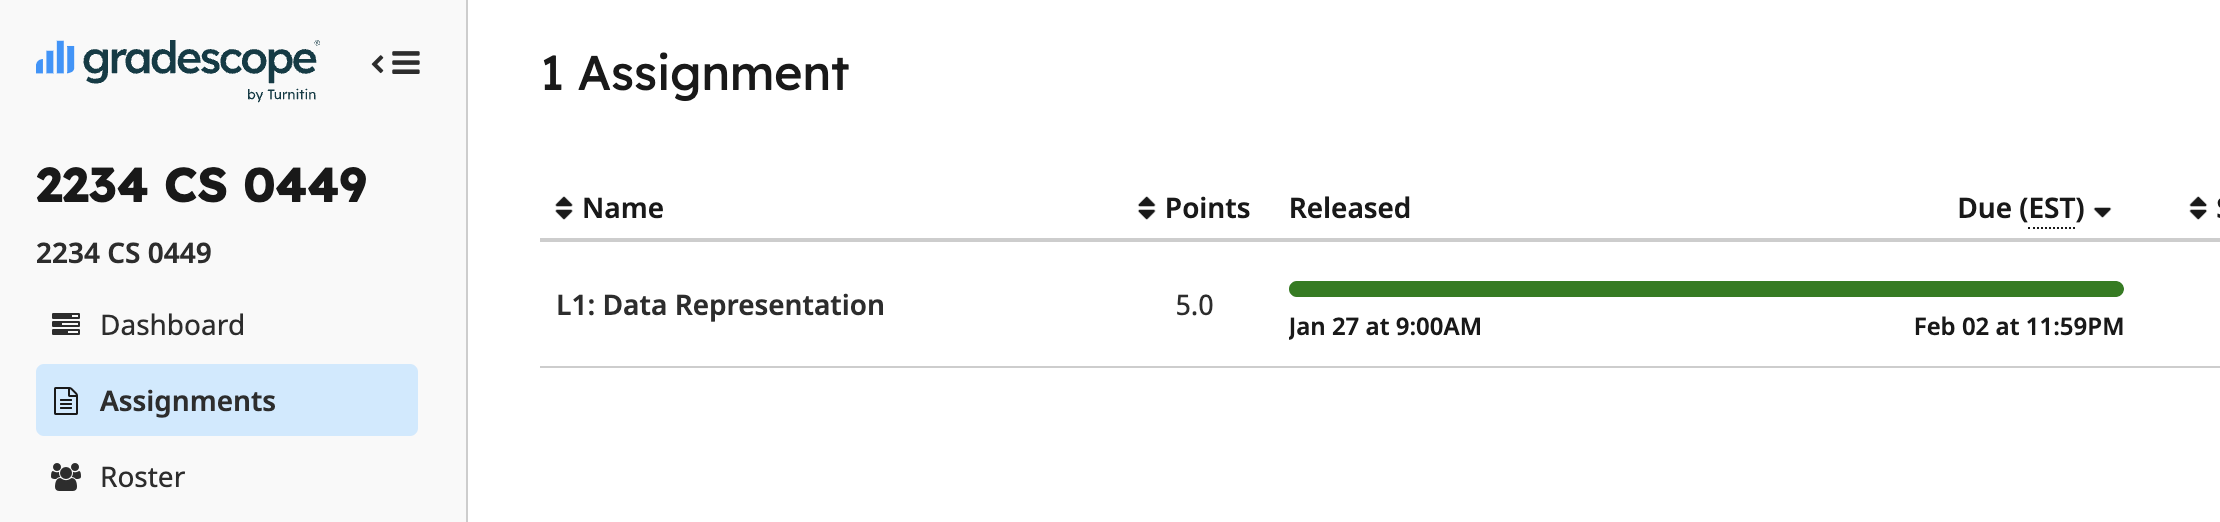 gradescope®
by Turnitin
2234 CS 0449
2234 CS 0449
Dashboard
Assignments
Roster
1 Assignment
Name Points Released Due (EST)
L1: Data Representation 5.0
Jan 27 at 9:00AM Feb 02 at 11:59PM